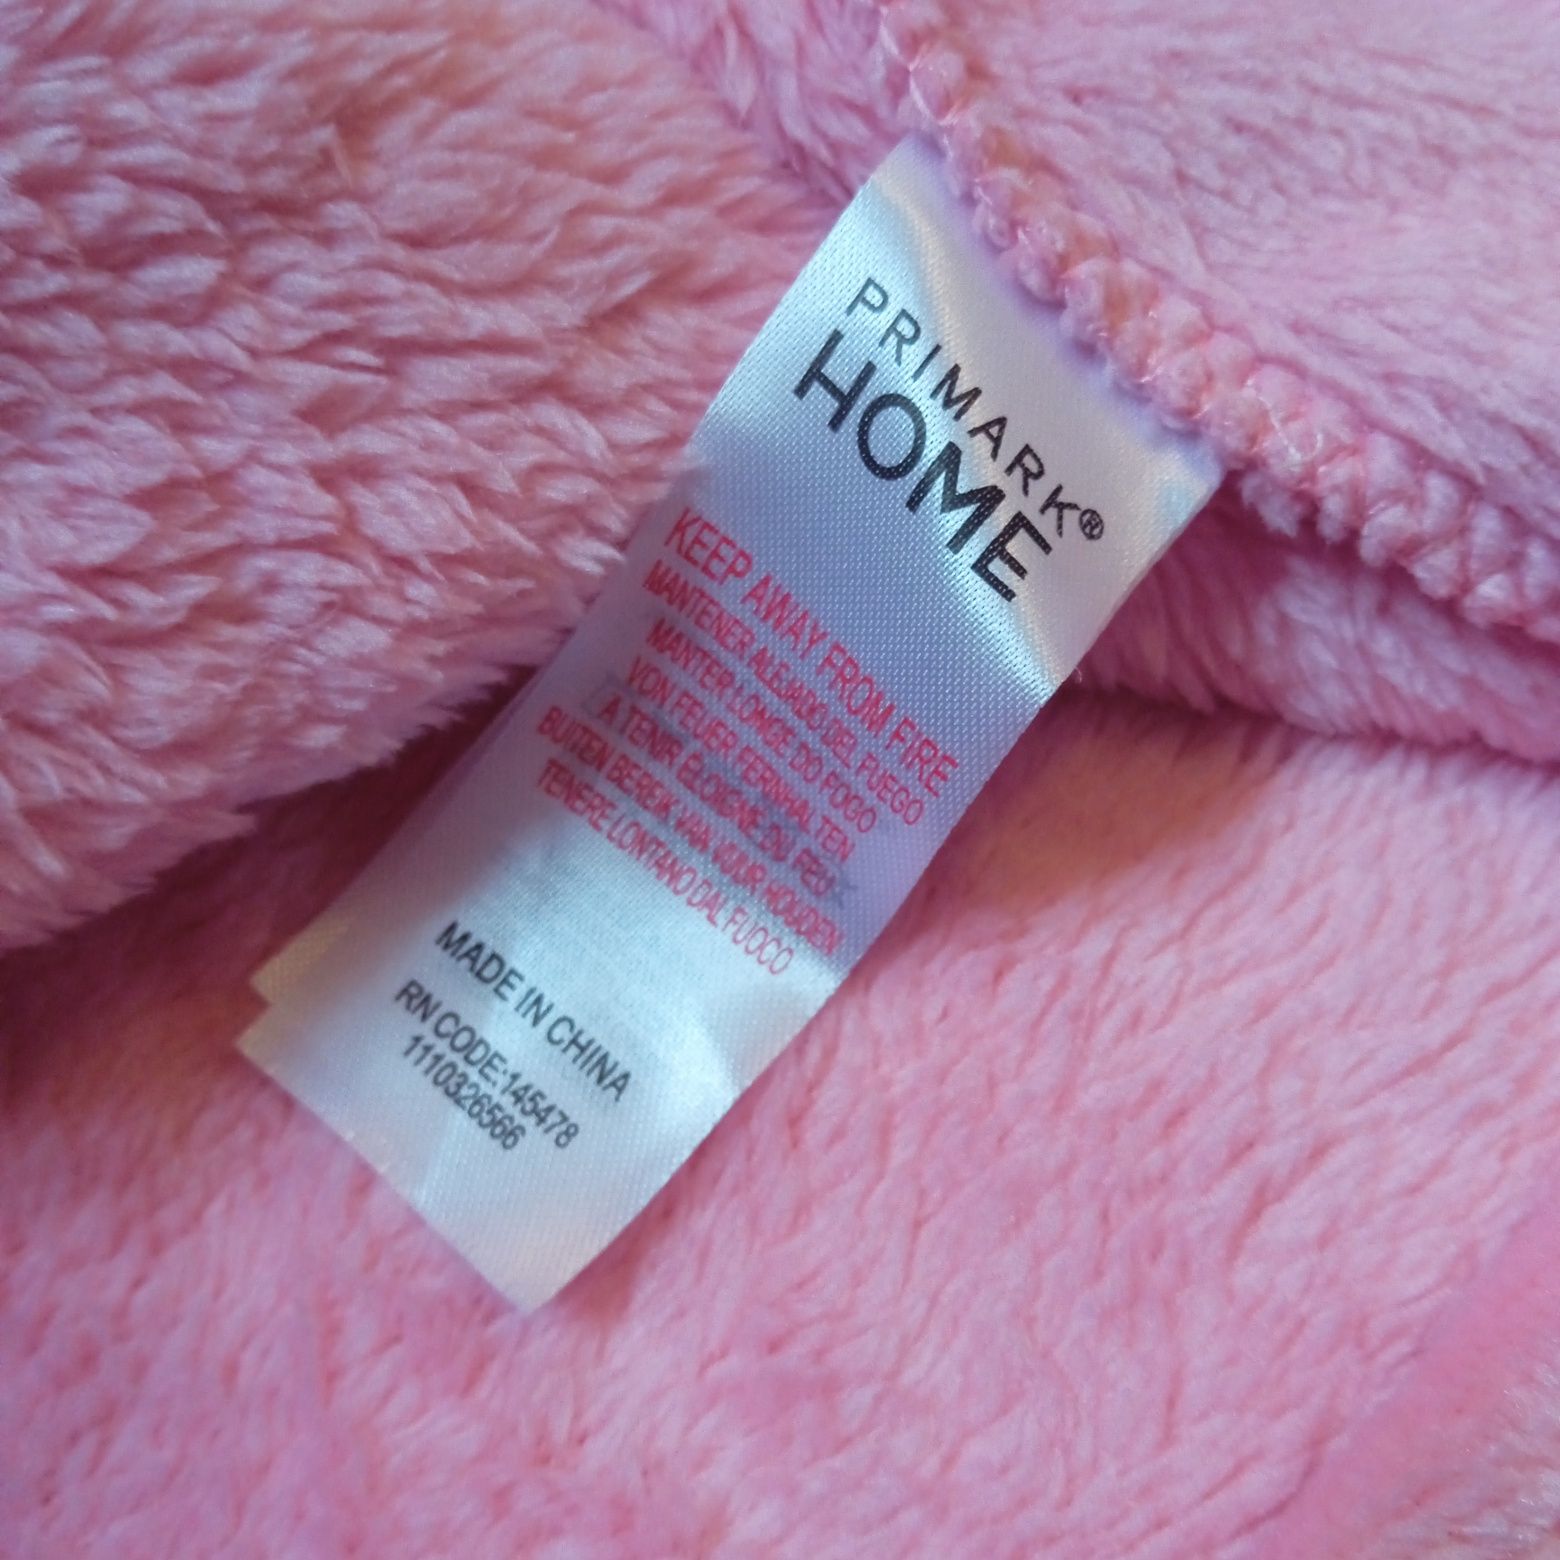 PRIMARK®
HOME
KEEP AWAY FROM FIRE
MANTENER ALEJADO DEL FUEGO
MANTER LONGE DO FOGO
VON FEUER FERNHALTEN
A TENIR ÉLOIGNE DU FEU
BUITEN BEREIK VAN VUUR HOUDEN
TENERE LONTANO DAL FUOCO
MADE IN CHINA
RN CODE:145478
1110326566